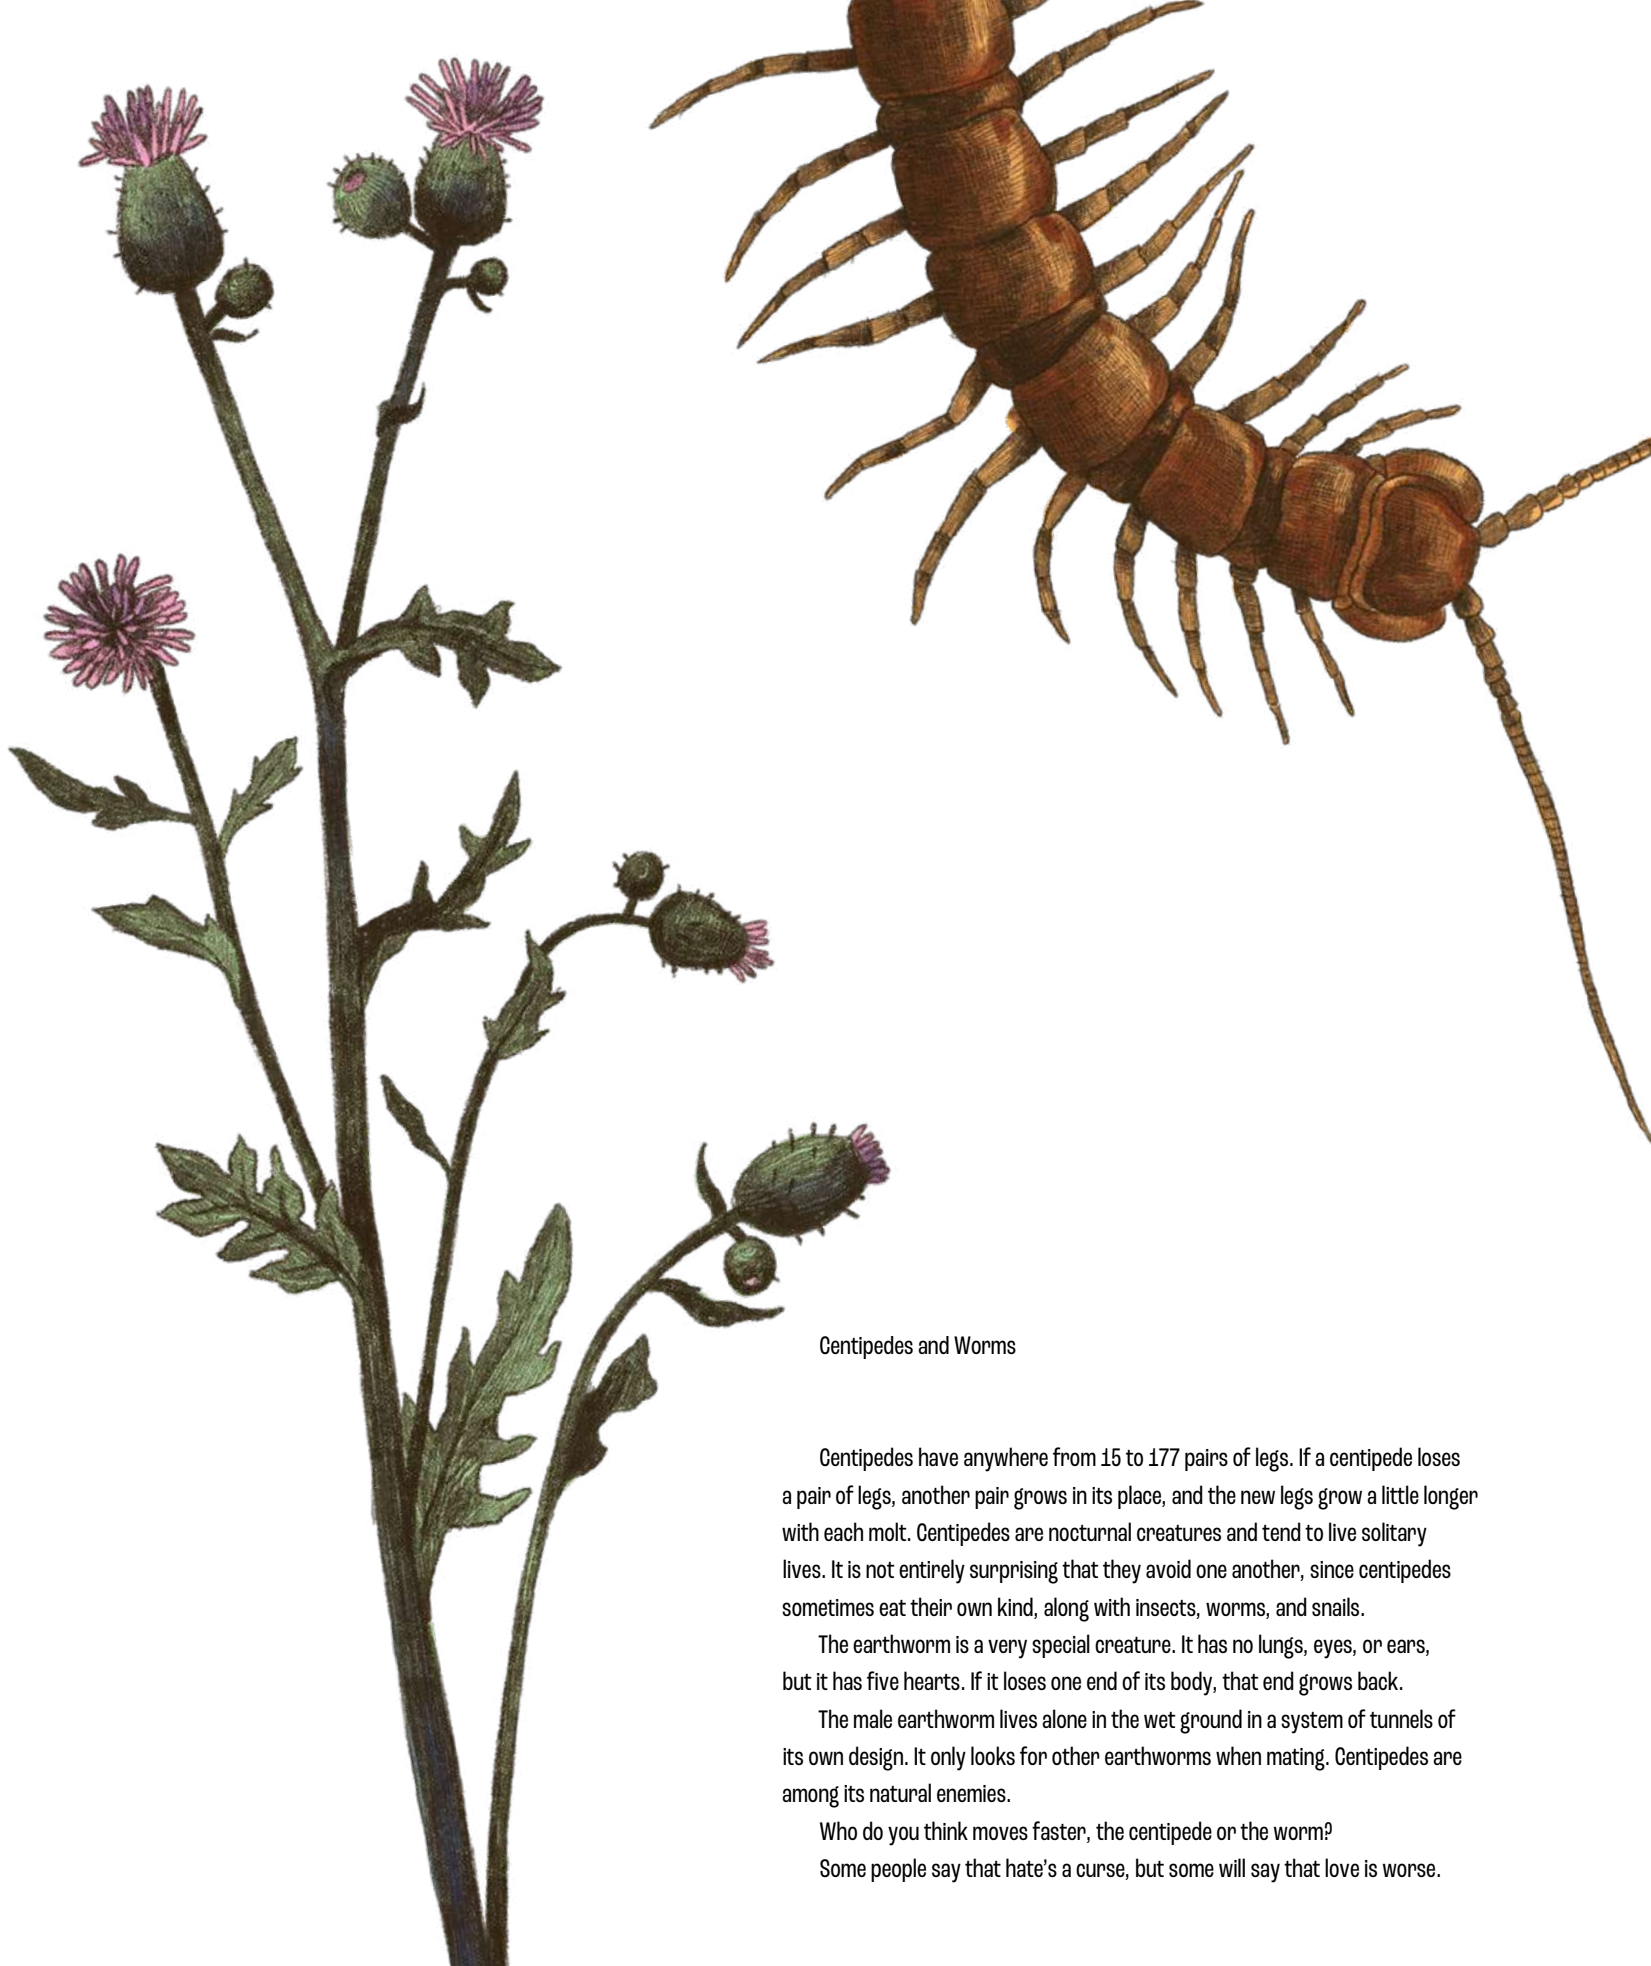 Centipedes and Worms
Centipedes have anywhere from 15 to 177 pairs of legs. If a centipede loses
a pair of legs, another pair grows in its place, and the new legs grow a little longer
with each molt. Centipedes are nocturnal creatures and tend to live solitary
lives. It is not entirely surprising that they avoid one another, since centipedes
sometimes eat their own kind, along with insects, worms, and snails.
The earthworm is a very special creature. It has no lungs, eyes, or ears,
but it has five hearts. If it loses one end of its body, that end grows back.
The male earthworm lives alone in the wet ground in a system of tunnels of
its own design. It only looks for other earthworms when mating. Centipedes are
among its natural enemies.
Who do you think moves faster, the centipede or the worm?
Some people say that hate’s a curse, but some will say that love is worse.